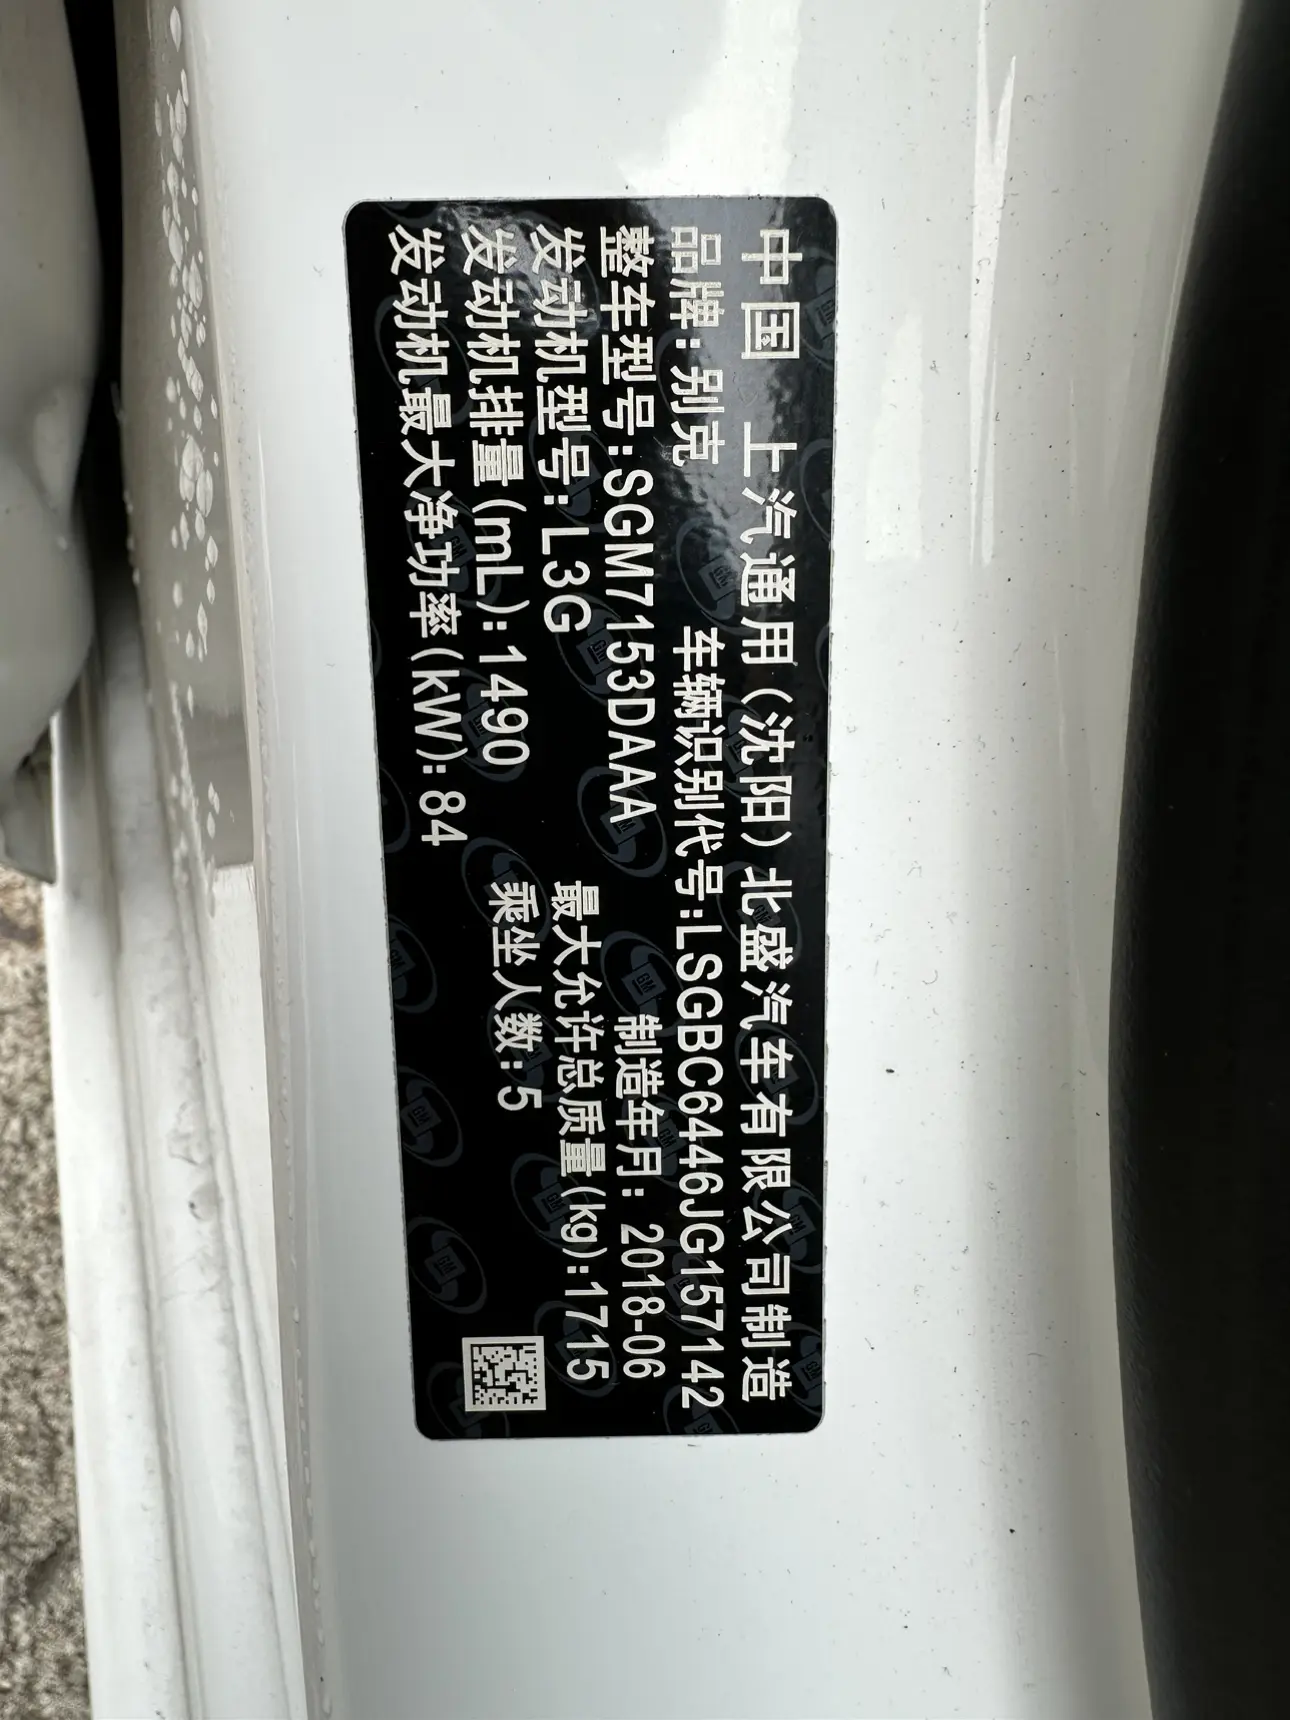 中国 上汽通用(沈阳)北盛汽车有限公司制造
品牌:别克 车辆识别代号:LSGBC6446JG157142
整车型号:SGM7153DAAA 制造年月: 2018-06
发动机型号: L3G 最大允许总质量(kg):1715
发动机排量(mL): 1490 乘坐人数:5
发动机最大净功率(kW): 84